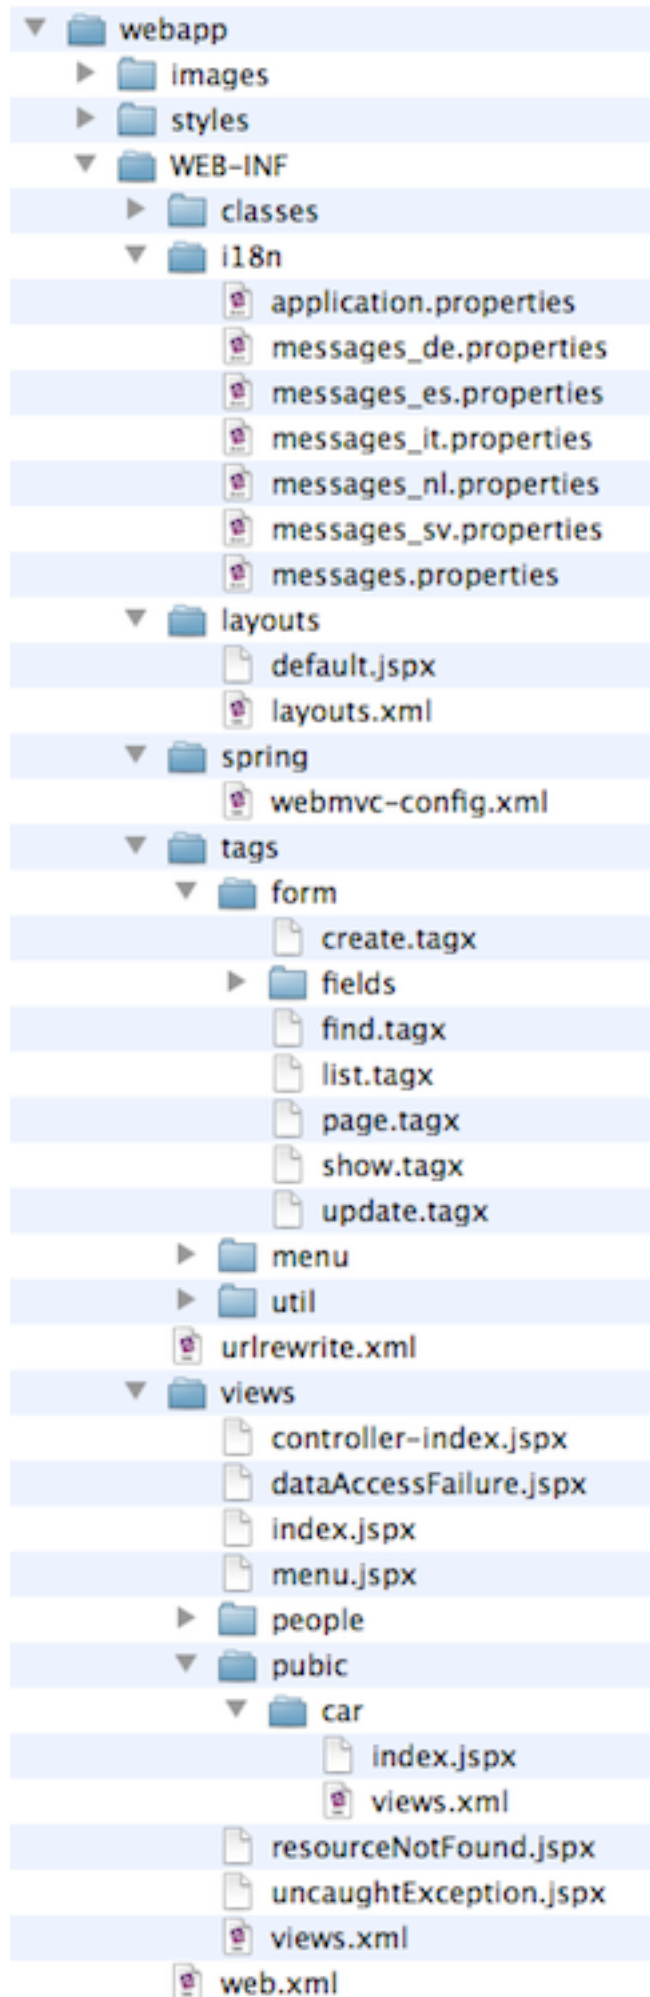 webapp
images
styles
WEB-INF
classes
i18n
application.properties
messages_de.properties
messages_es.properties
messages_it.properties
messages_nl.properties
messages_sv.properties
messages.properties
layouts
default.jspx
layouts.xml
spring
webmvc-config.xml
tags
form
create.tagx
fields
find.tagx
list.tagx
page.tagx
show.tagx
update.tagx
menu
util
urlrewrite.xml
views
controller-index.jspx
dataAccessFailure.jspx
index.jspx
menu.jspx
people
pubic
car
index.jspx
views.xml
resourceNotFound.jspx
uncaughtException.jspx
views.xml
web.xml